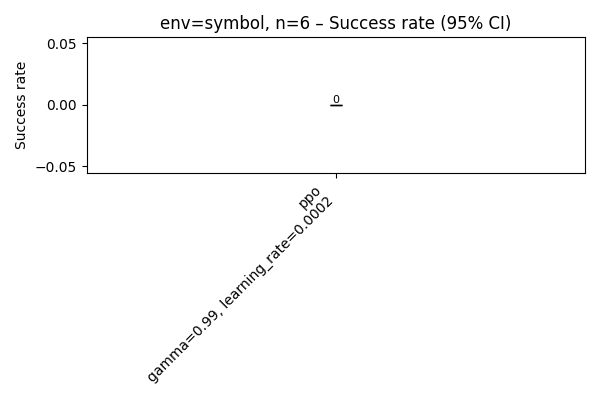 env=symbol, n=6 – Success rate (95% CI)
0.05
0.00
−0.05
Success rate
0
ppo
gamma=0.99, learning_rate=0.0002